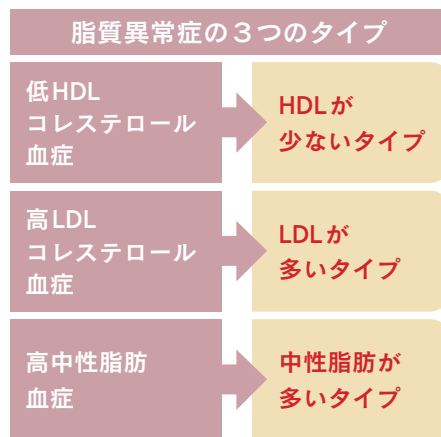 脂質異常症の３つのタイプ
低HDL
コレステロール
血症
HDLが
少ないタイプ
高LDL
コレステロール
血症
LDLが
多いタイプ
高中性脂肪
血症
中性脂肪が
多いタイプ